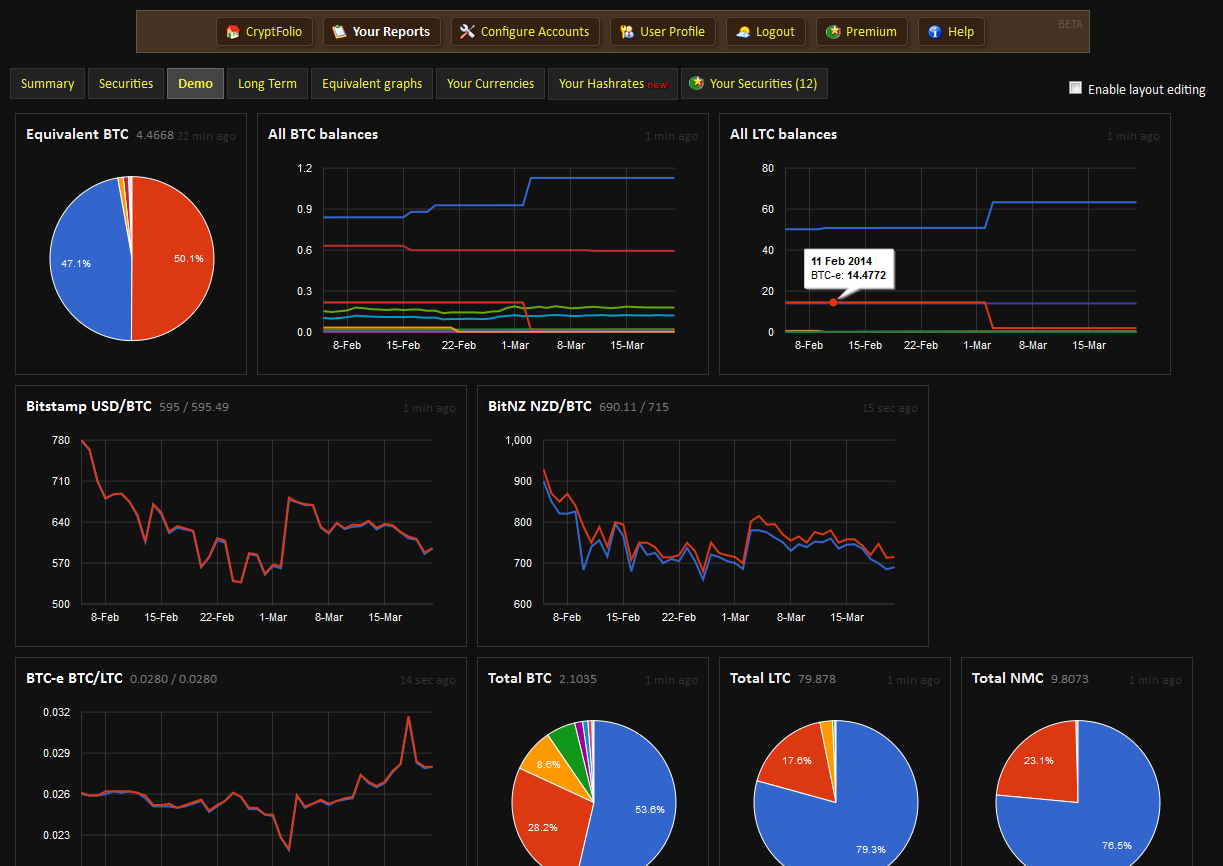 CryptFolio Your Reports Configure Accounts User Profile Logout Premium Help BETA
Summary Securities Demo Long Term Equivalent graphs Your Currencies Your Hashrates new Your Securities (12) Enable layout editing
Equivalent BTC 4.4668 22 min ago
47.1% 50.1%
All BTC balances 1 min ago
1.2
0.9
0.6
0.3
0.0
8-Feb 15-Feb 22-Feb 1-Mar 8-Mar 15-Mar
All LTC balances 1 min ago
80
60
40
20
0
11 Feb 2014
BTC-e: 14.4772
8-Feb 15-Feb 22-Feb 1-Mar 8-Mar 15-Mar
Bitstamp USD/BTC 595 / 595.49 1 min ago
780
710
640
570
500
8-Feb 15-Feb 22-Feb 1-Mar 8-Mar 15-Mar
BitNZ NZD/BTC 690.11 / 715 15 sec ago
1,000
900
800
700
600
8-Feb 15-Feb 22-Feb 1-Mar 8-Mar 15-Mar
BTC-e BTC/LTC 0.0280 / 0.0280 14 sec ago
0.032
0.029
0.026
0.023
Total BTC 2.1035 1 min ago
8.6%
53.6%
28.2%
Total LTC 79.878 1 min ago
17.6%
79.3%
Total NMC 9.8073 1 min ago
23.1%
76.5%